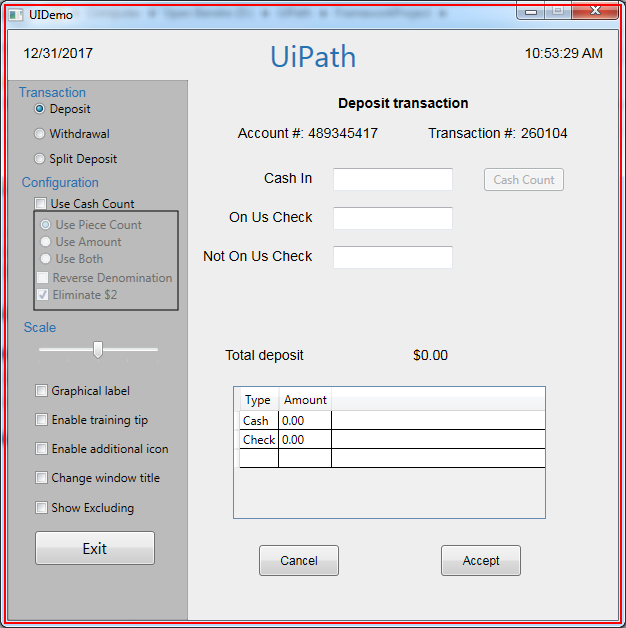 UIDemo
12/31/2017
UiPath
10:53:29 AM
Transaction
Deposit
Withdrawal
Split Deposit
Configuration
Use Cash Count
Use Piece Count
Use Amount
Use Both
Reverse Denomination
Eliminate $2
Scale
Graphical label
Enable training tip
Enable additional icon
Change window title
Show Excluding
Exit
Deposit transaction
Account #: 489345417 Transaction #: 260104
Cash In
Cash Count
On Us Check
Not On Us Check
Total deposit $0.00
Type Amount
Cash 0.00
Check 0.00
Cancel Accept